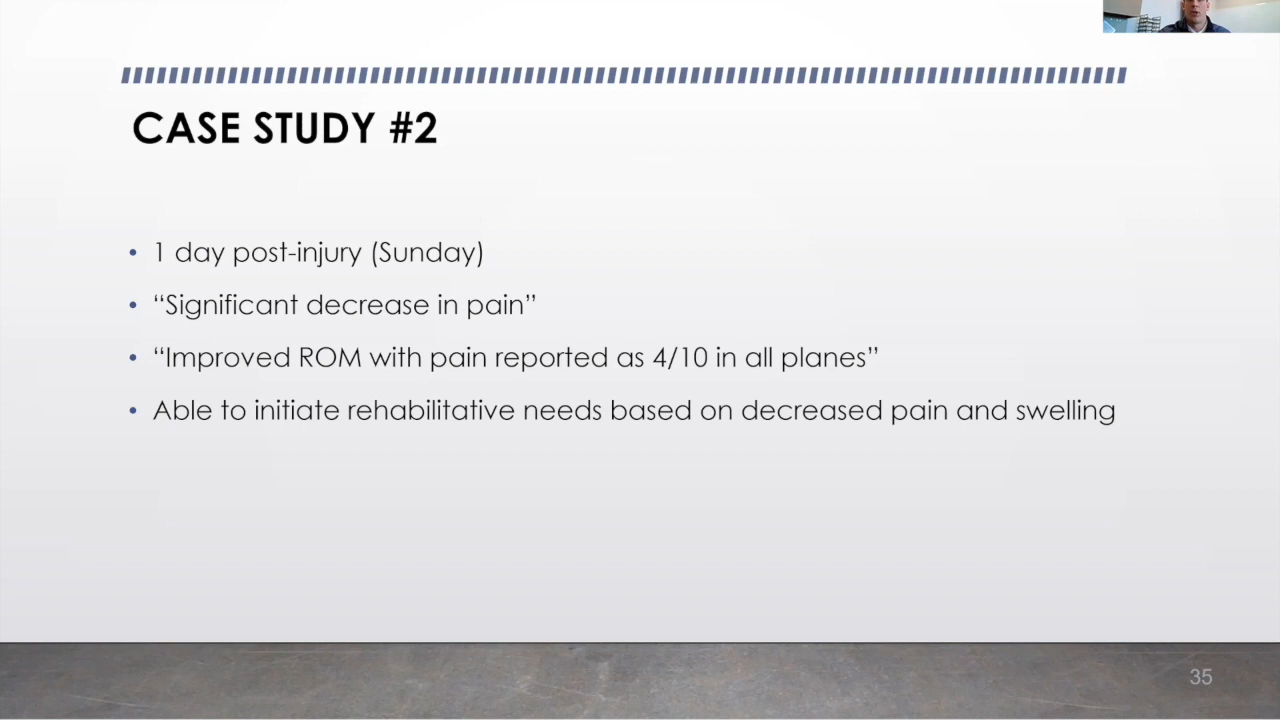 CASE STUDY #2
• 1 day post-injury (Sunday)
• “Significant decrease in pain”
• “Improved ROM with pain reported as 4/10 in all planes”
• Able to initiate rehabilitative needs based on decreased pain and swelling
35